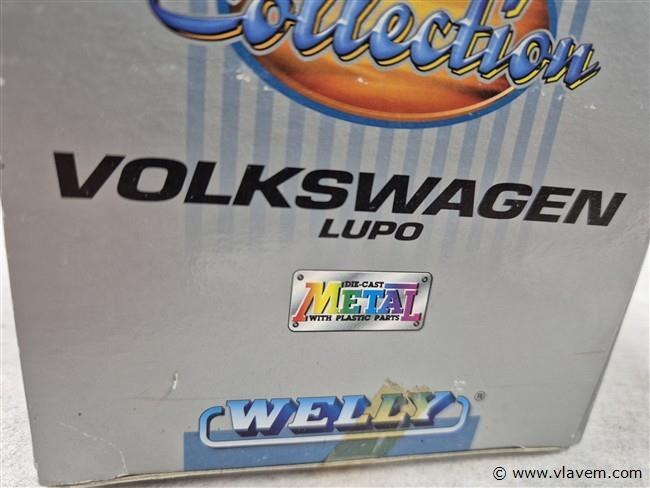 Collection
VOLKSWAGEN
LUPO
DIE-CAST
METAL
WITH PLASTIC PARTS
WELLY ®
© www.vlavem.com